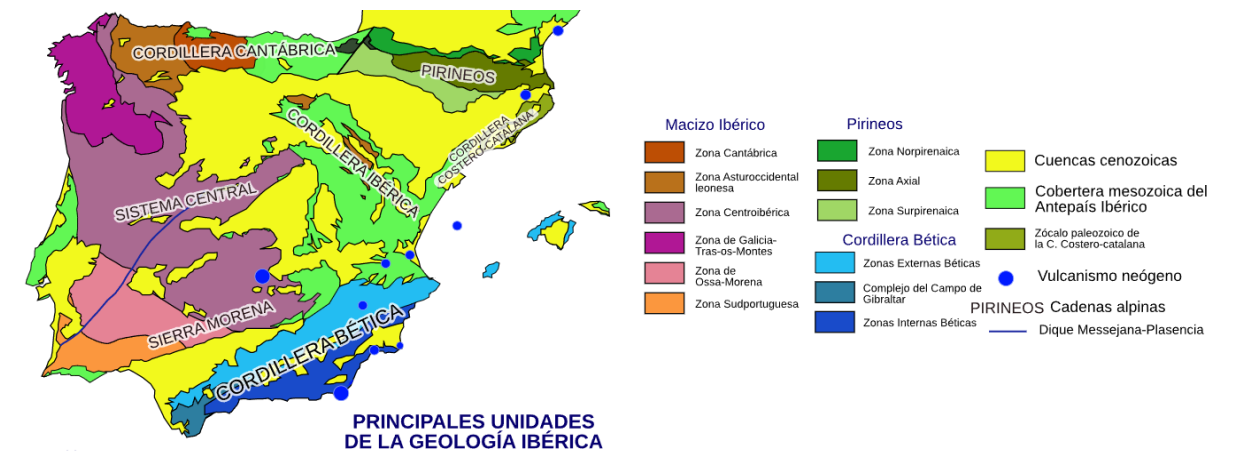 CORDILLERA CANTÁBRICA
PIRINEOS
CORDILLERA
COSTERO-CATALANA
CORDILLERA IBÉRICA
SISTEMA CENTRAL
SIERRA MORENA
CORDILLERA BÉTICA
PRINCIPALES UNIDADES
DE LA GEOLOGÍA IBÉRICA
Macizo Ibérico
Zona Cantábrica
Zona Asturoccidental
leonesa
Zona Centroibérica
Zona de Galicia-
Tras-os-Montes
Zona de
Ossa-Morena
Zona Sudportuguesa
Pirineos
Zona Norpirenaica
Zona Axial
Zona Surpirenaica
Cordillera Bética
Zonas Externas Béticas
Complejo del Campo de
Gibraltar
Zonas Internas Béticas
Cuencas cenozoicas
Cobertera mesozoica del
Antepaís Ibérico
Zócalo paleozoico de
la C. Costero-catalana
Vulcanismo neógeno
PIRINEOS Cadenas alpinas
Dique Messejana-Plasencia